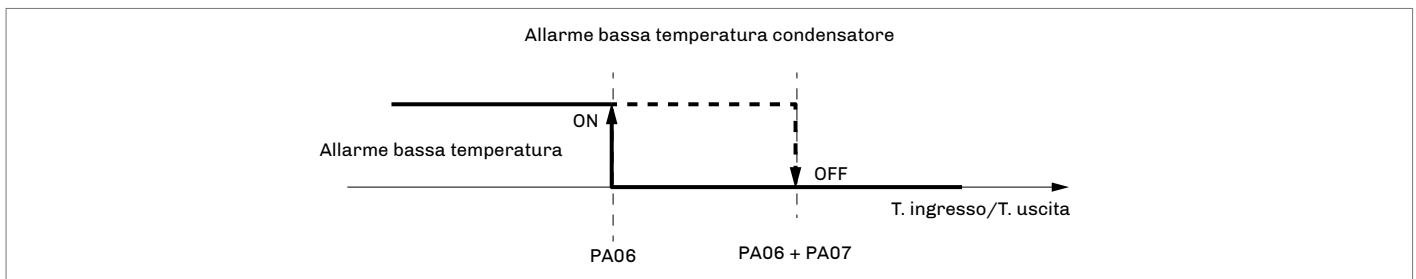 Allarme bassa temperatura condensatore
ON
Allarme bassa temperatura
OFF
T. ingresso/T. uscita
PA06
PA06 + PA07